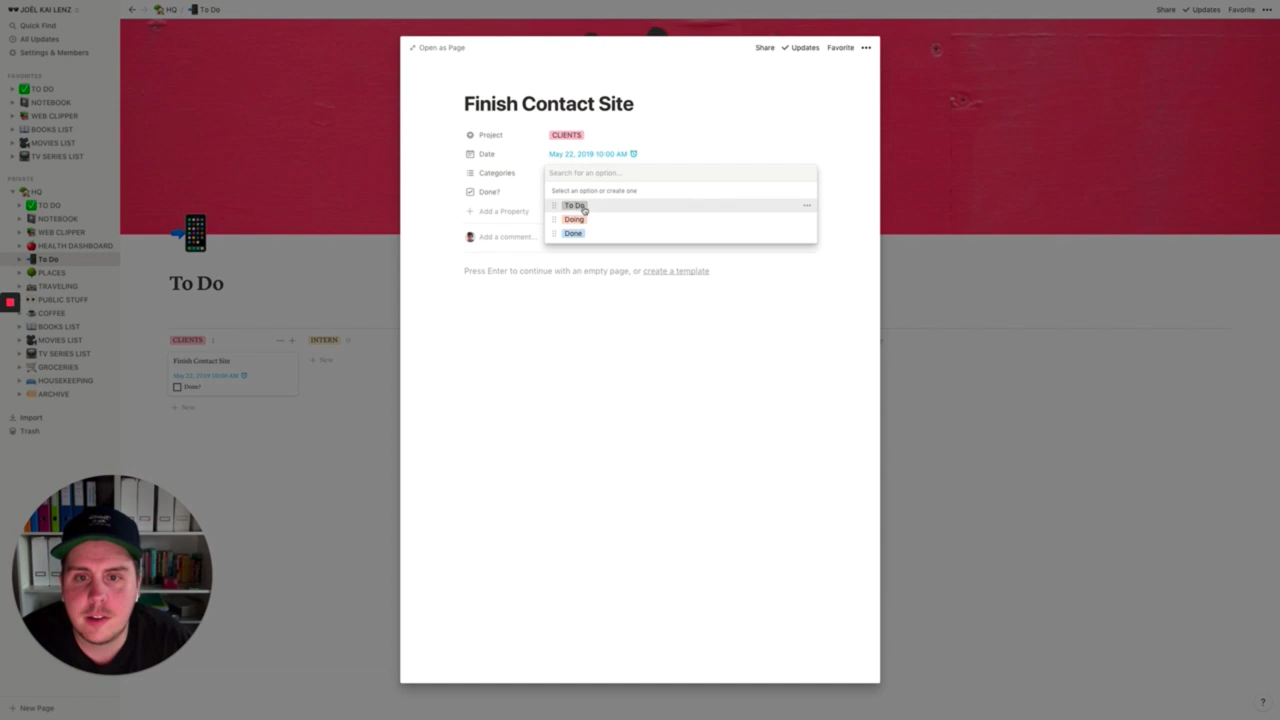 JOËL KAI LENZ
HQ / To Do
Share Updates Favorite •••
Quick Find
All Updates
Settings & Members
FAVORITES
TO DO
NOTEBOOK
WEB CLIPPER
BOOKS LIST
MOVIES LIST
TV SERIES LIST
PRIVATE
HQ
TO DO
NOTEBOOK
WEB CLIPPER
HEALTH DASHBOARD
To Do
PLACES
TRAVELING
PUBLIC STUFF
COFFEE
BOOKS LIST
MOVIES LIST
TV SERIES LIST
GROCERIES
HOUSEKEEPING
ARCHIVE
Import
Trash
New Page
To Do
CLIENTS 1 ••• +
Finish Contact Site
May 22, 2019 10:00 AM
Done?
+ New
INTERN 0
+ New
Open as Page
Share Updates Favorite •••
Finish Contact Site
Project CLIENTS
Date May 22, 2019 10:00 AM
Categories Search for an option...
Select an option or create one
To Do •••
Doing
Done
Done?
+ Add a Property
Add a comment...
Press Enter to continue with an empty page, or create a template
?